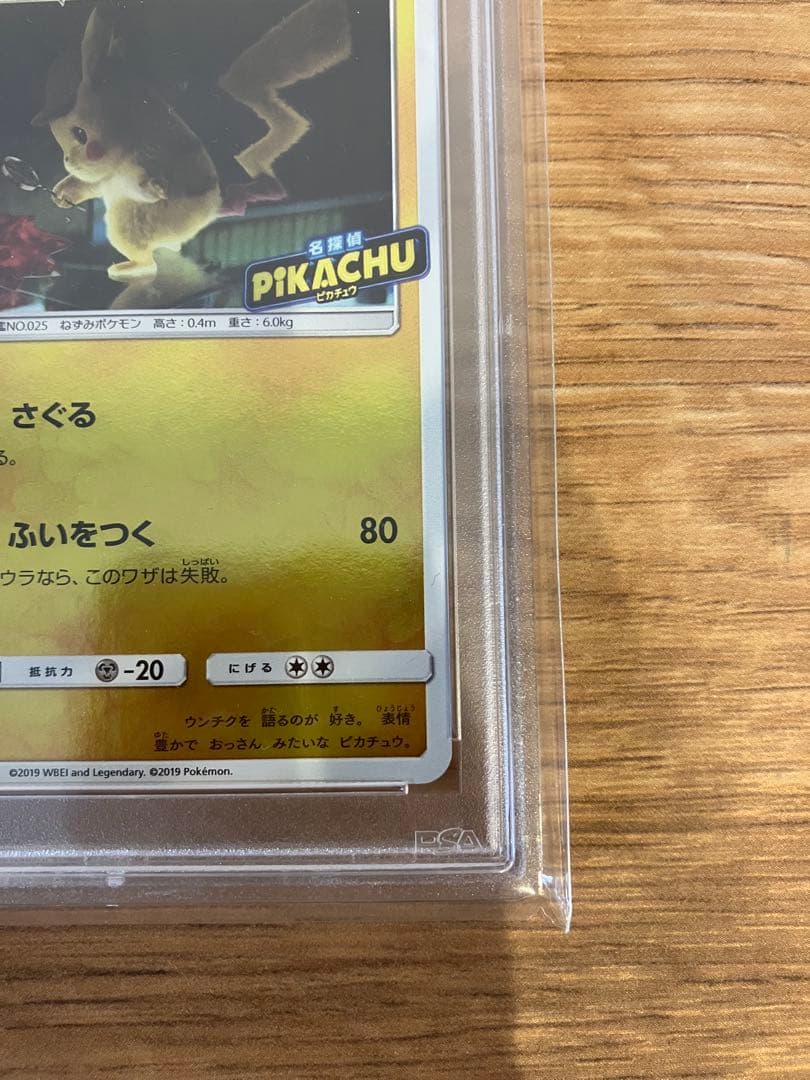 名探偵
PiKACHU
ピカチュウ
NO.025 ねずみポケモン 高さ:0.4m 重さ:6.0kg
さぐる
る。
ふいをつく 80
しっぱい
ウラなら、このワザは失敗。
抵抗力 -20 にげる
かた す ひょうじょう
ウンチクを 語るのが 好き。 表情
ゆた
豊かで おっさん みたいな ピカチュウ。
©2019 WBEI and Legendary. ©2019 Pokémon.
PSA